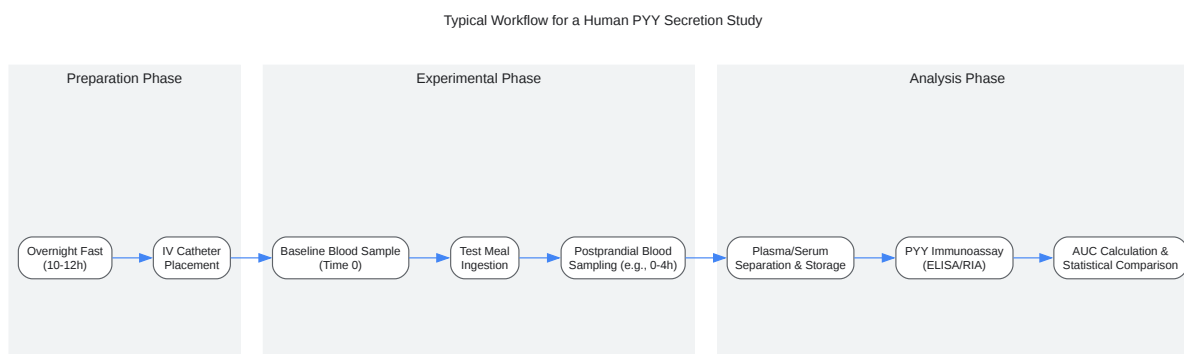 Typical Workflow for a Human PYY Secretion Study
Preparation Phase
Experimental Phase
Analysis Phase
Overnight Fast
(10-12h)
IV Catheter
Placement
Baseline Blood Sample
(Time 0)
Test Meal
Ingestion
Postprandial Blood
Sampling (e.g., 0-4h)
Plasma/Serum
Separation & Storage
PYY Immunoassay
(ELISA/RIA)
AUC Calculation &
Statistical Comparison